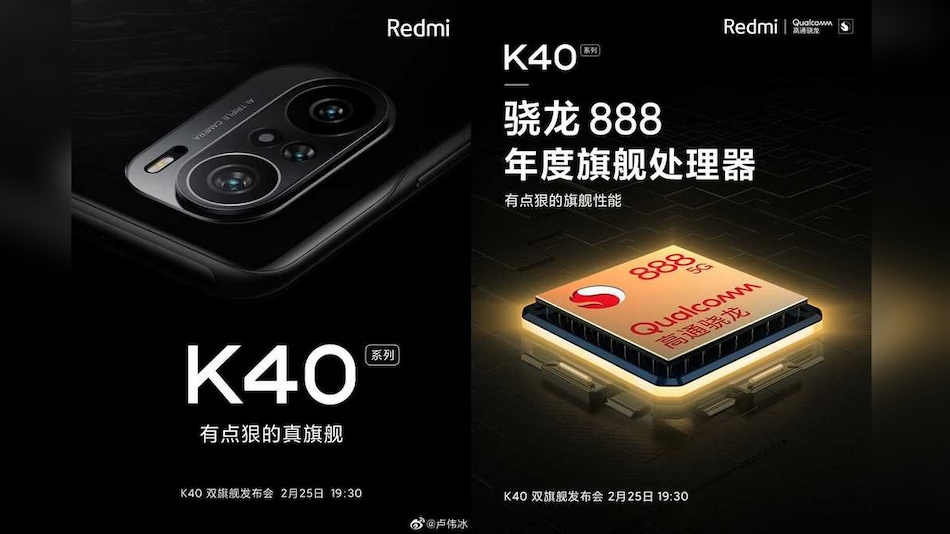 Redmi
AI TRIPLE CAMERA
K40 系列
有点狠的真旗舰
K40 双旗舰发布会 2月25日 19:30
@卢伟冰
Redmi | Qualcomm 高通骁龙
K40 系列
骁龙 888
年度旗舰处理器
有点狠的旗舰性能
888
5G
Qualcomm
高通骁龙
K40 双旗舰发布会 2月25日 19:30